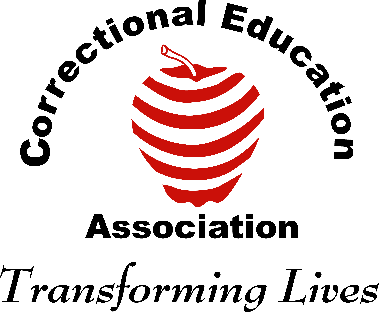 Correctional Education
Association
Transforming Lives